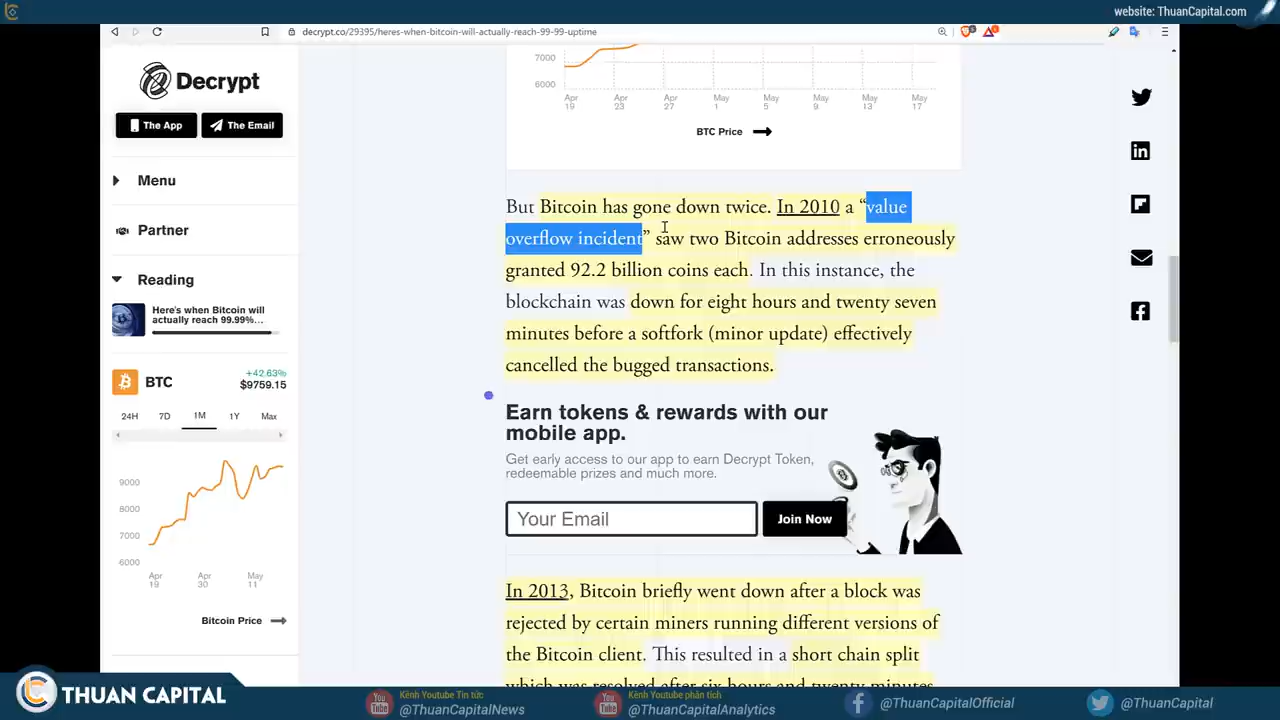 website: ThuanCapital.com
decrypt.co/29395/heres-when-bitcoin-will-actually-reach-99-99-uptime
Decrypt
The App
The Email
Menu
Partner
Reading
Here's when Bitcoin will
actually reach 99.99%...
BTC
+42.63%
$9759.15
24H 7D 1M 1Y Max
9000
8000
7000
6000
Apr 19
Apr 30
May 11
Bitcoin Price
7000
6000
Apr 19
Apr 23
Apr 27
May 1
May 5
May 9
May 13
May 17
BTC Price
But Bitcoin has gone down twice. In 2010 a “value
overflow incident” saw two Bitcoin addresses erroneously
granted 92.2 billion coins each. In this instance, the
blockchain was down for eight hours and twenty seven
minutes before a softfork (minor update) effectively
cancelled the bugged transactions.
Earn tokens & rewards with our
mobile app.
Get early access to our app to earn Decrypt Token,
redeemable prizes and much more.
Your Email
Join Now
In 2013, Bitcoin briefly went down after a block was
rejected by certain miners running different versions of
the Bitcoin client. This resulted in a short chain split
which was resolved after six hours and twenty minutes
THUAN CAPITAL
Kênh Youtube Tin tức
@ThuanCapitalNews
Kênh Youtube phân tích
@ThuanCapitalAnalytics
@ThuanCapitalOfficial
@ThuanCapital